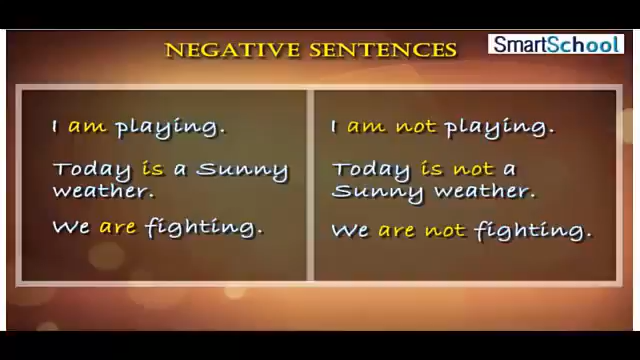 NEGATIVE SENTENCES
SmartSchool
I am playing.
Today is a Sunny
weather.
We are fighting.
I am not playing.
Today is not a
Sunny weather.
We are not fighting.